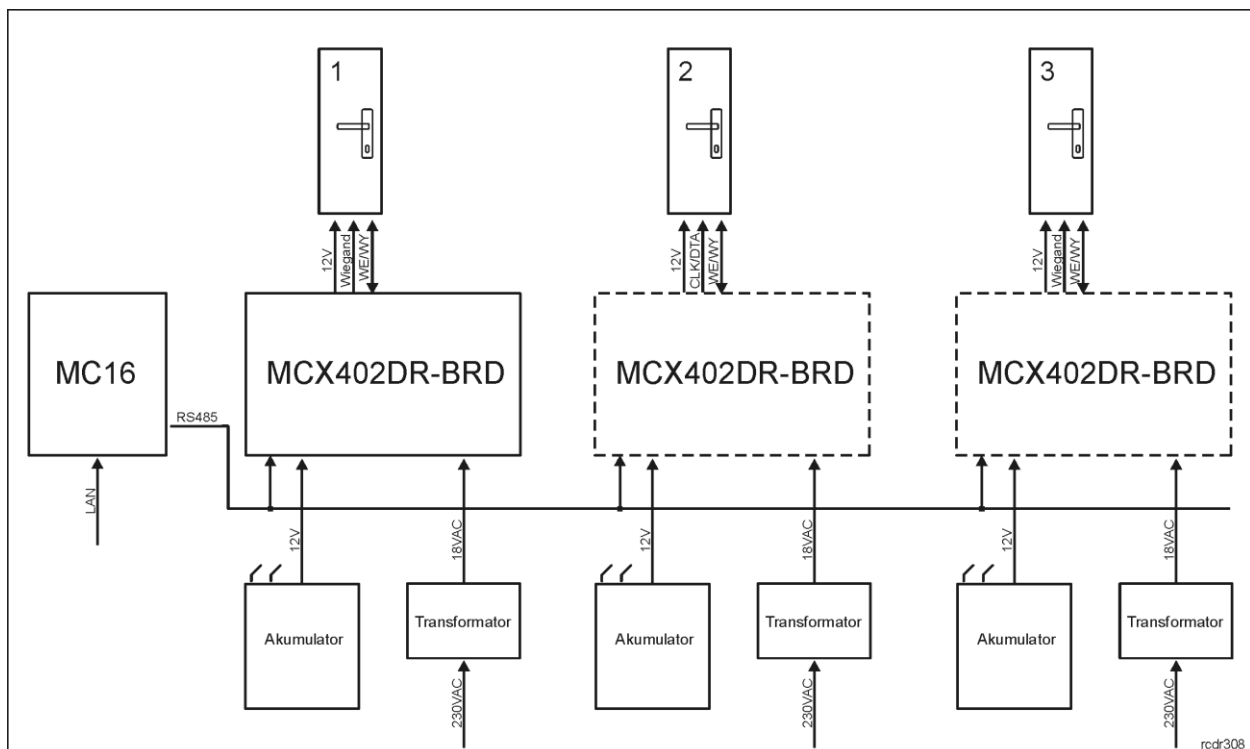 1
2
3
12V
Wiegand
WE/WY
12V
CLK/DTA
WE/WY
12V
Wiegand
WE/WY
MC16
MCX402DR-BRD
MCX402DR-BRD
MCX402DR-BRD
RS485
LAN
12V
18VAC
12V
18VAC
12V
18VAC
Akumulator
Transformator
Akumulator
Transformator
Akumulator
Transformator
230VAC
230VAC
230VAC
rcdr308